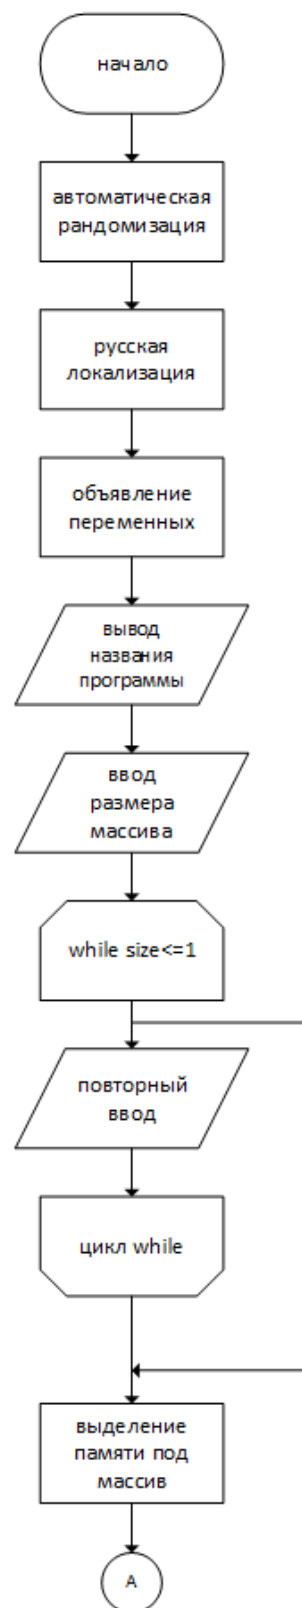 начало
автоматическая
рандомизация
русская
локализация
объявление
переменных
вывод
названия
программы
ввод
размера
массива
while size<=1
повторный
ввод
цикл while
выделение
памяти под
массив
А